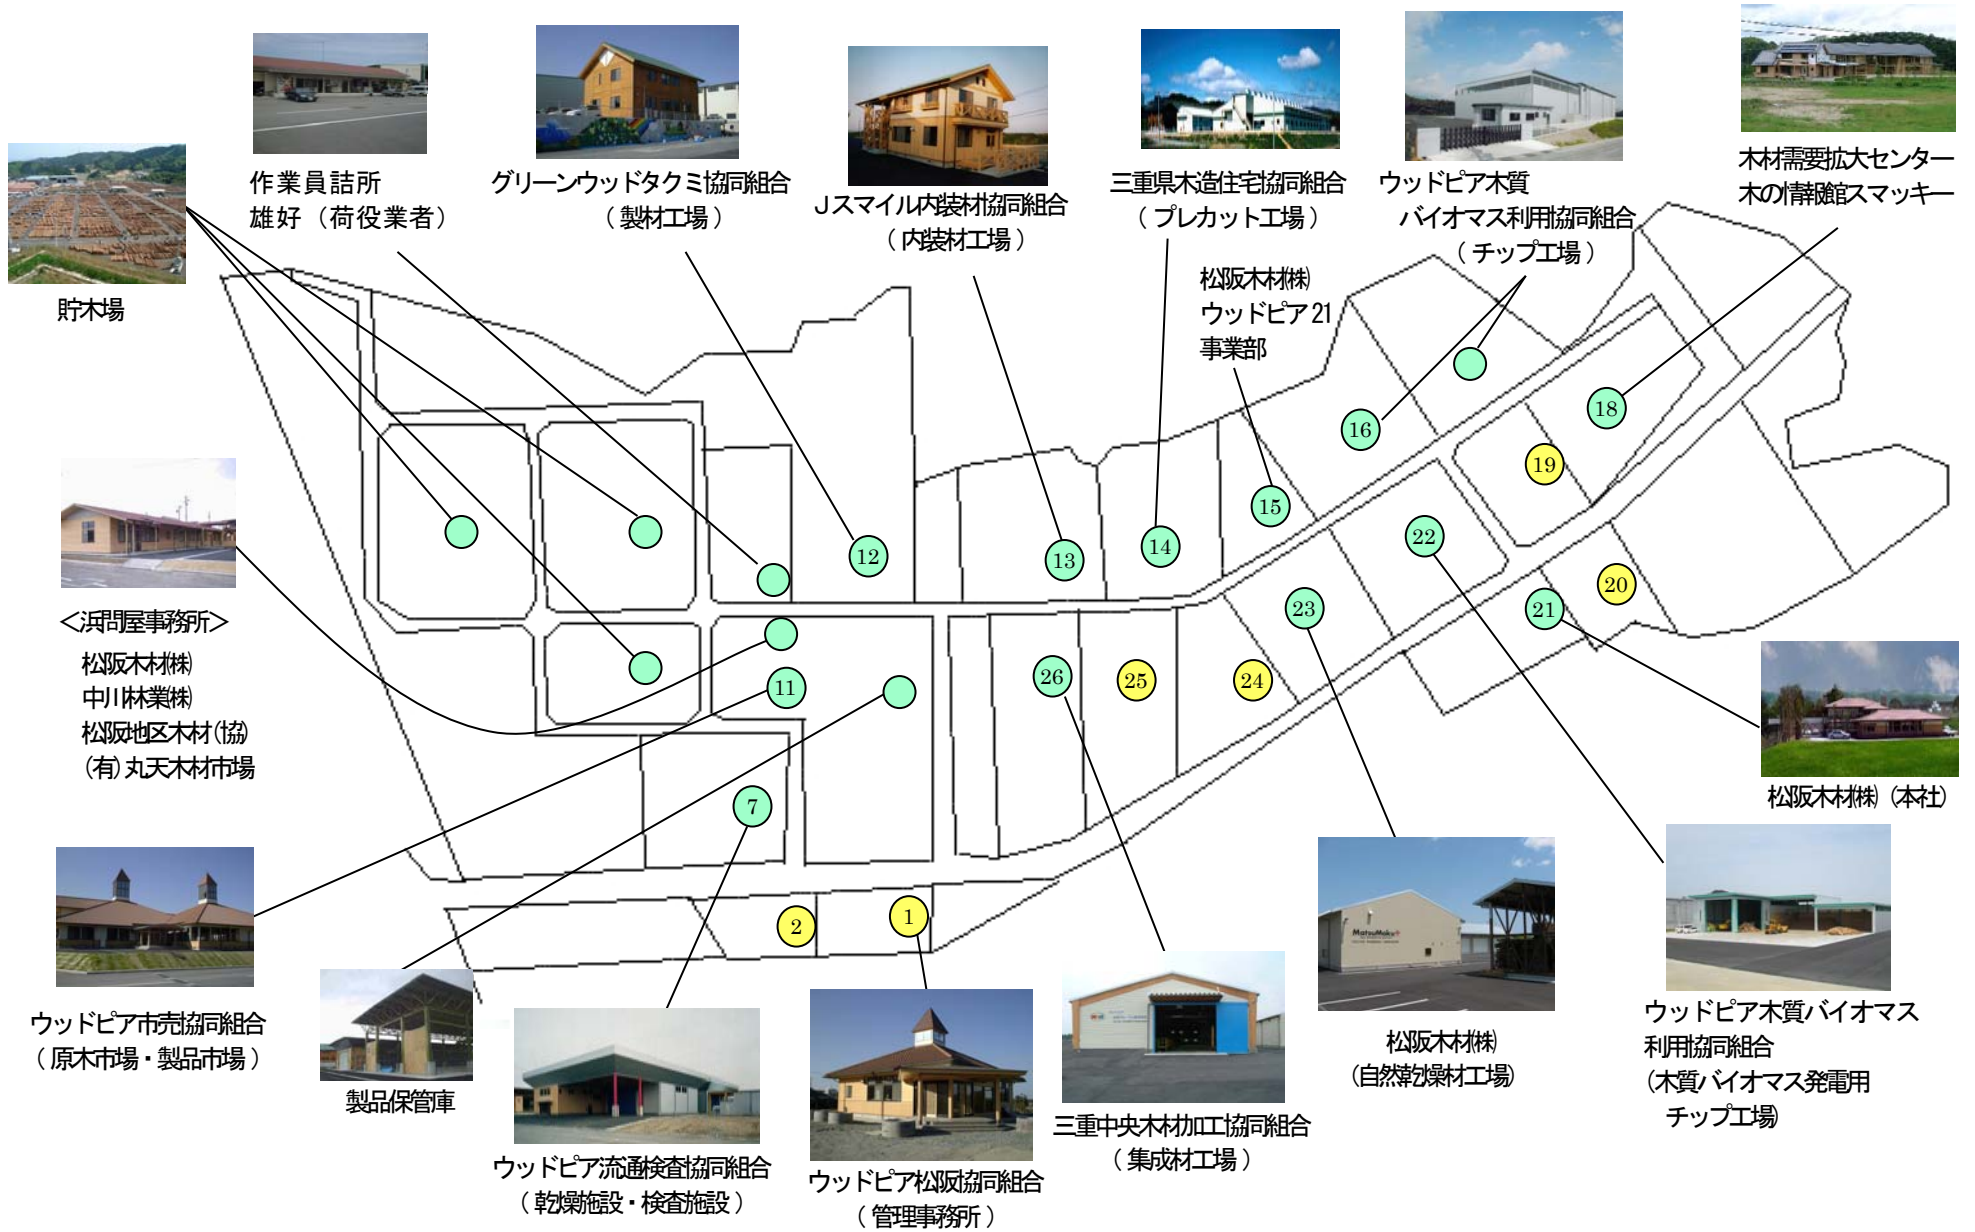 作業員詰所
雄好（荷役業者）
グリーンウッドタクミ協同組合
（製材工場）
Ｊスマイル内装材協同組合
（内装材工場）
三重県木造住宅協同組合
（プレカット工場）
ウッドピア木質
バイオマス利用協同組合
（チップ工場）
木材需要拡大センター
木の情報館スマッキー
貯木場
松阪木材㈱
ウッドピア21
事業部
16
18
19
15
14
13
12
22
20
21
23
24
25
26
11
7
2
1
＜浜問屋事務所＞
松阪木材(株)
中川林業(株)
松阪地区木材(協)
(有)丸天木材市場
松阪木材㈱（本社）
ウッドピア市売協同組合
（原木市場・製品市場）
製品保管庫
ウッドピア流通検査協同組合
（乾燥施設・検査施設）
ウッドピア松阪協同組合
（管理事務所）
三重中央木材加工協同組合
（集成材工場）
MatsuMoku
松阪木材㈱
(自然乾燥材工場)
ウッドピア木質バイオマス
利用協同組合
(木質バイオマス発電用
チップ工場)